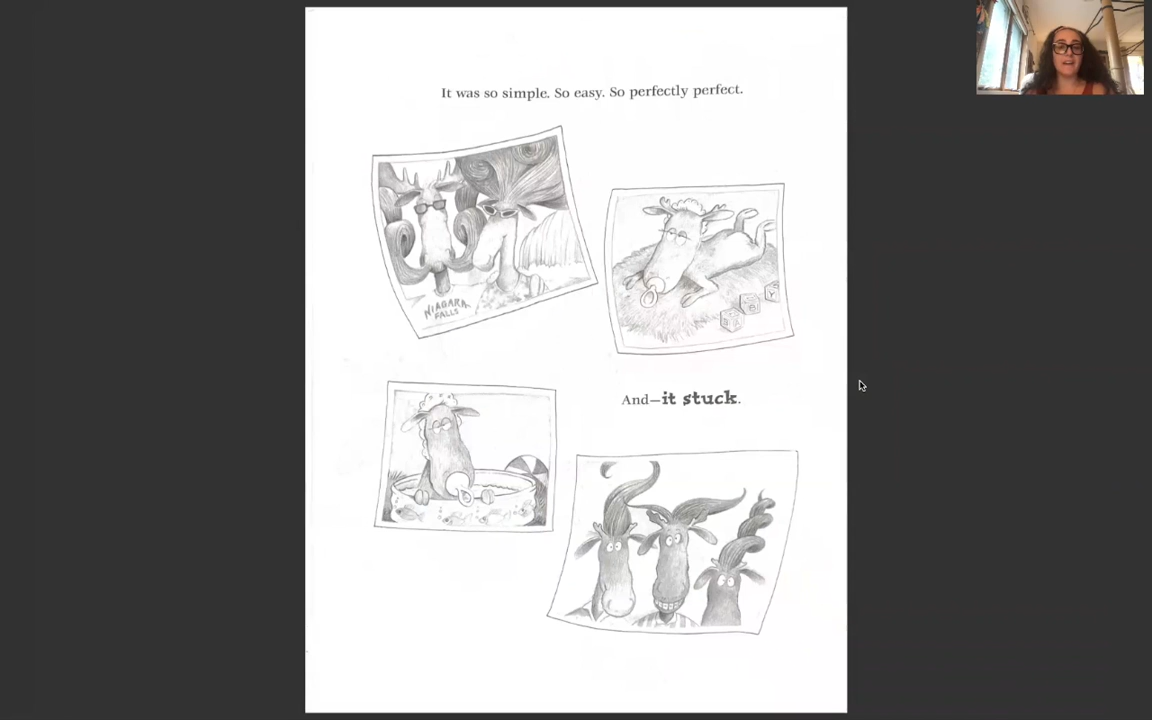 It was so simple. So easy. So perfectly perfect.
NIAGARA
FALLS
And—it stuck.